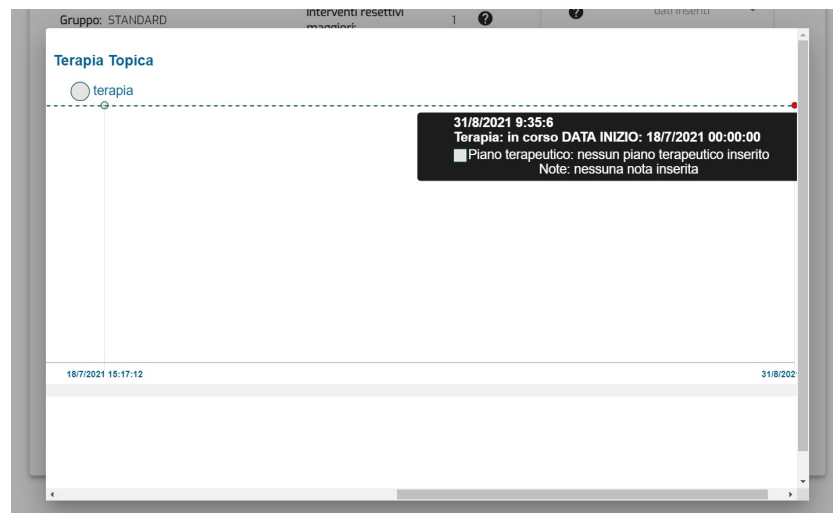 Gruppo: STANDARD
Interventi resettivi
maggiori:
1
?
?
dati inseriti
Terapia Topica
terapia
31/8/2021 9:35:6
Terapia: in corso DATA INIZIO: 18/7/2021 00:00:00
Piano terapeutico: nessun piano terapeutico inserito
Note: nessuna nota inserita
18/7/2021 15:17:12
31/8/202